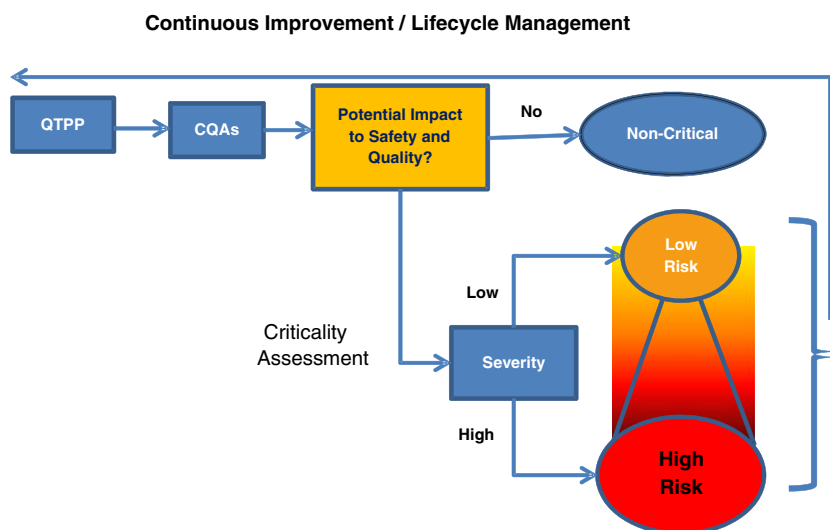 Continuous Improvement / Lifecycle Management
QTPP
CQAs
Potential Impact
to Safety and
Quality?
No
Non-Critical
Low
Risk
Low
Criticality
Assessment
Severity
High
High
Risk